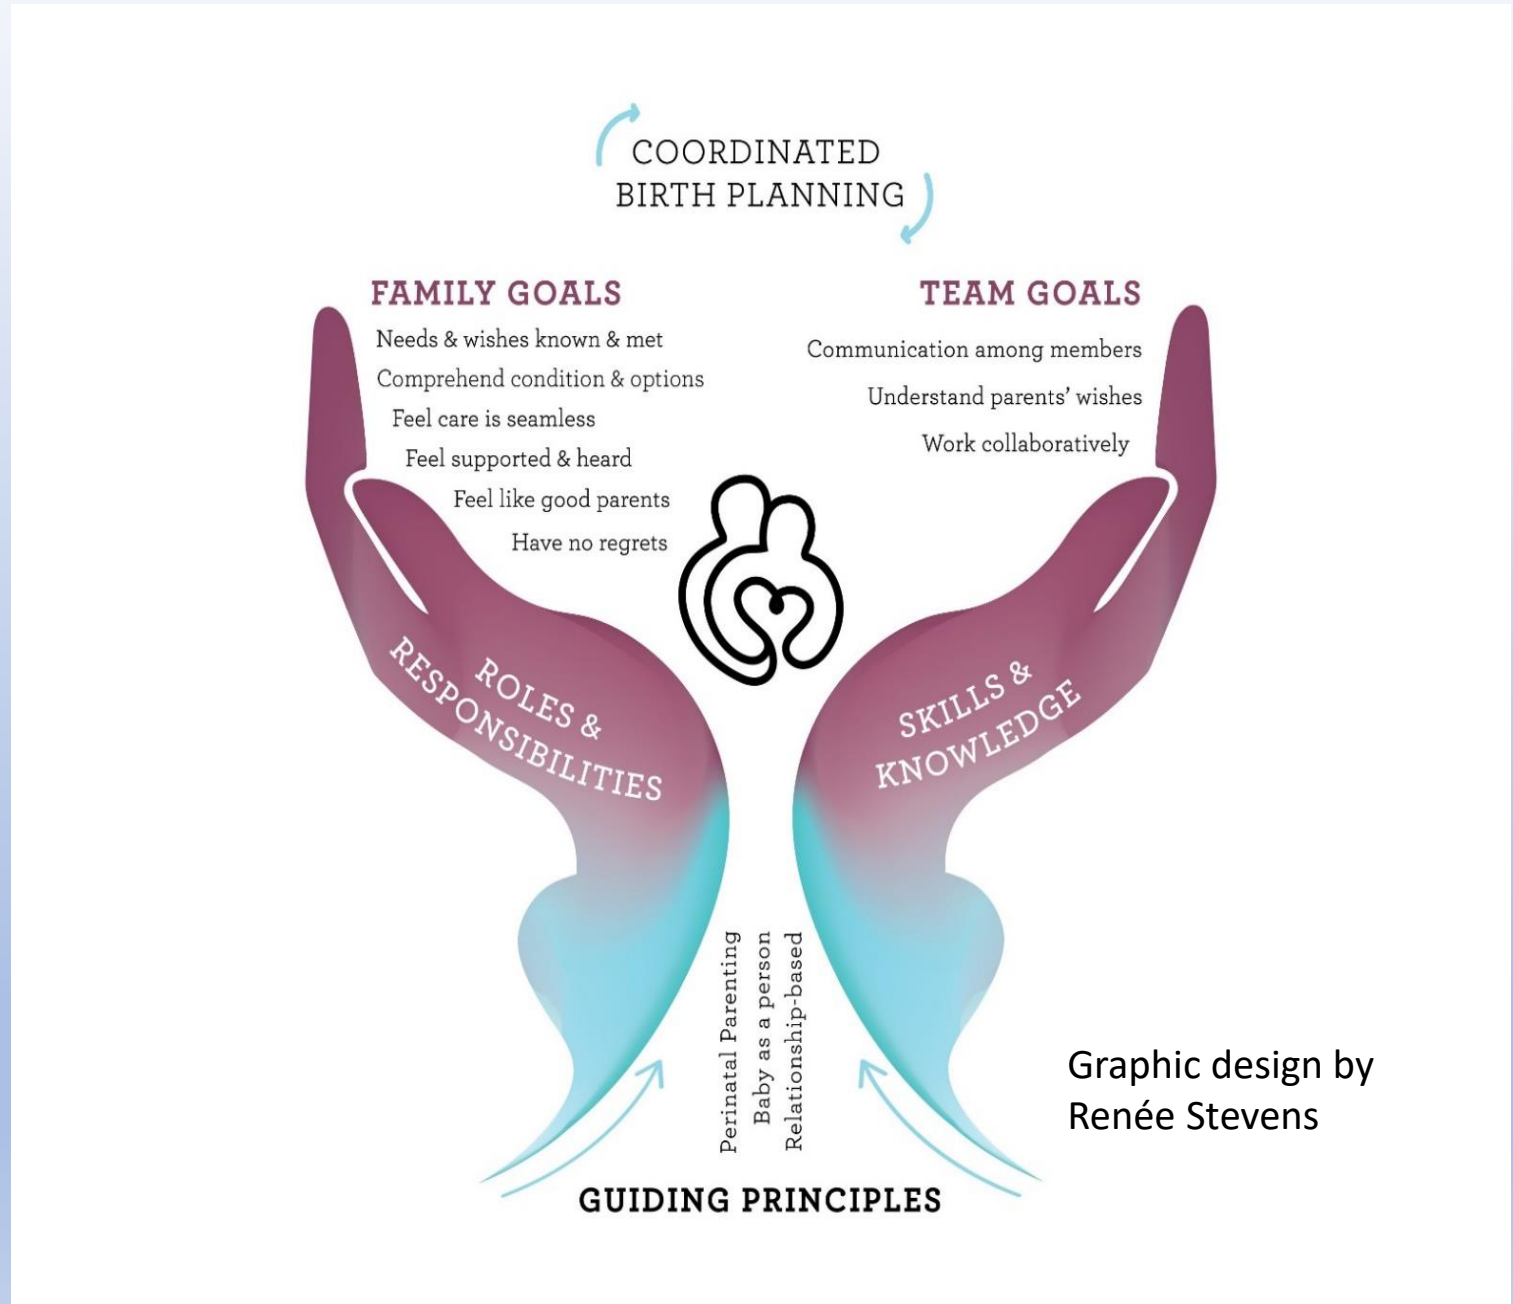 COORDINATED
BIRTH PLANNING
FAMILY GOALS
Needs & wishes known & met
Comprehend condition & options
Feel care is seamless
Feel supported & heard
Feel like good parents
Have no regrets
TEAM GOALS
Communication among members
Understand parents’ wishes
Work collaboratively
ROLES &
RESPONSIBILITIES
SKILLS &
KNOWLEDGE
Perinatal Parenting
Baby as a person
Relationship-based
GUIDING PRINCIPLES
Graphic design by
Renée Stevens